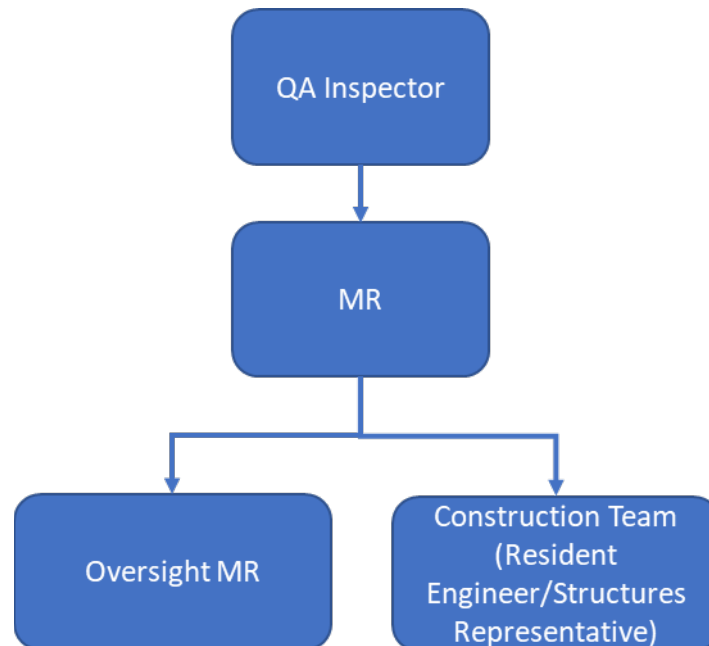 QA Inspector
MR
Oversight MR
Construction Team
(Resident
Engineer/Structures
Representative)